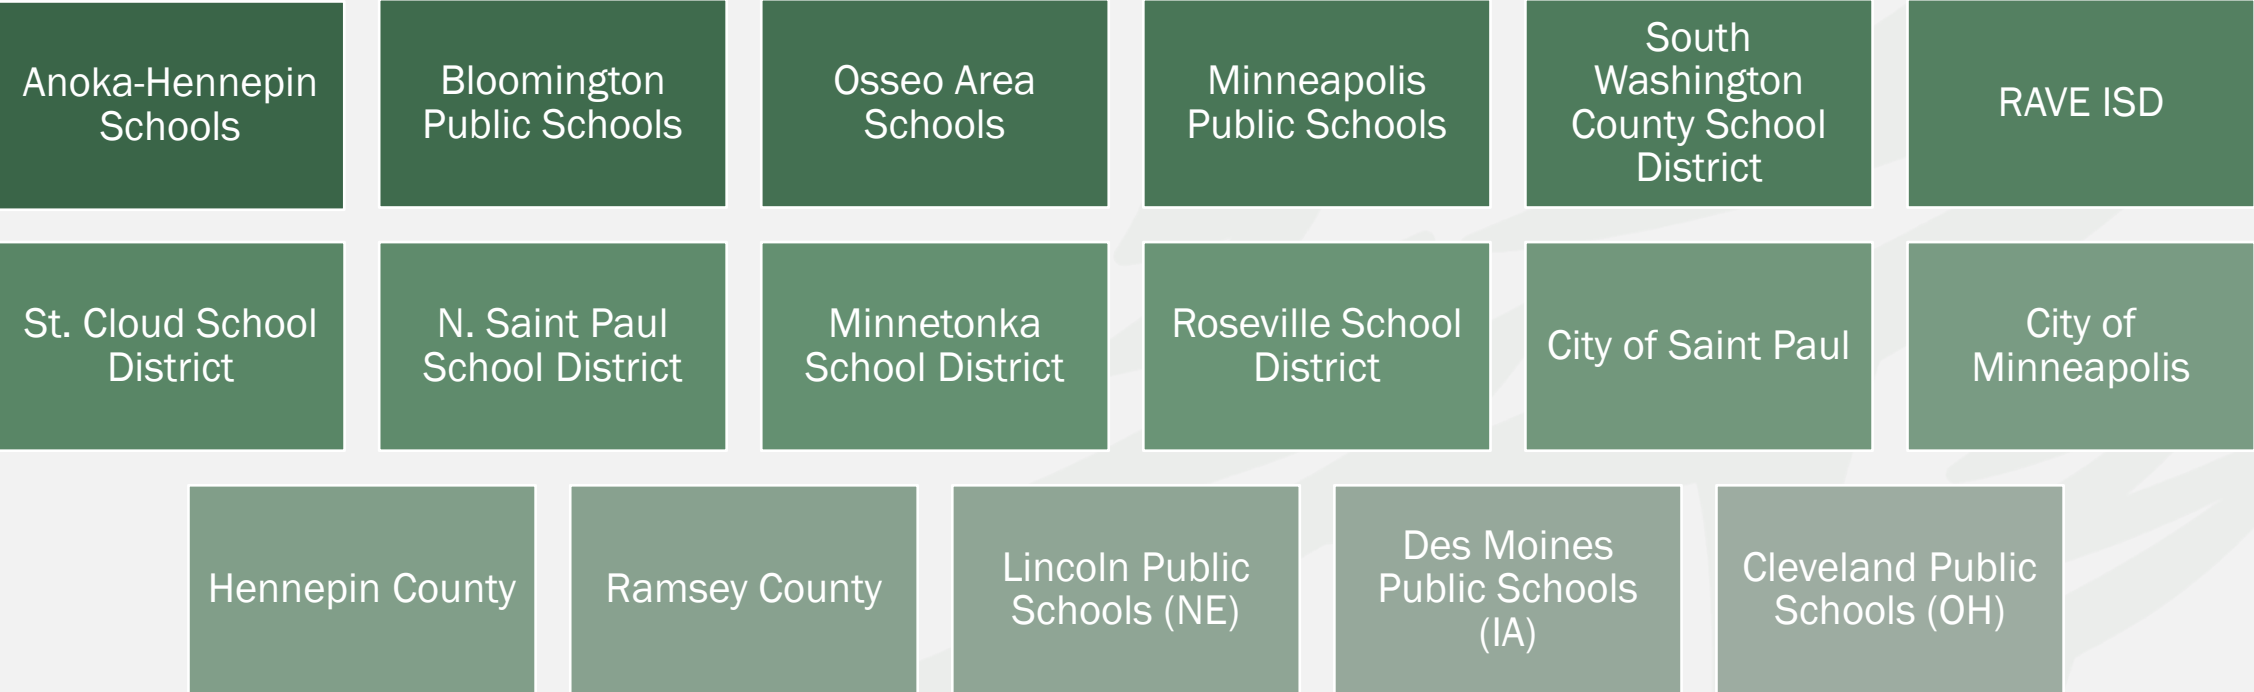 Anoka-Hennepin
Schools
Bloomington
Public Schools
Osseo Area
Schools
Minneapolis
Public Schools
South
Washington
County School
District
RAVE ISD
St. Cloud School
District
N. Saint Paul
School District
Minnetonka
School District
Roseville School
District
City of Saint Paul
City of
Minneapolis
Hennepin County
Ramsey County
Lincoln Public
Schools (NE)
Des Moines
Public Schools
(IA)
Cleveland Public
Schools (OH)